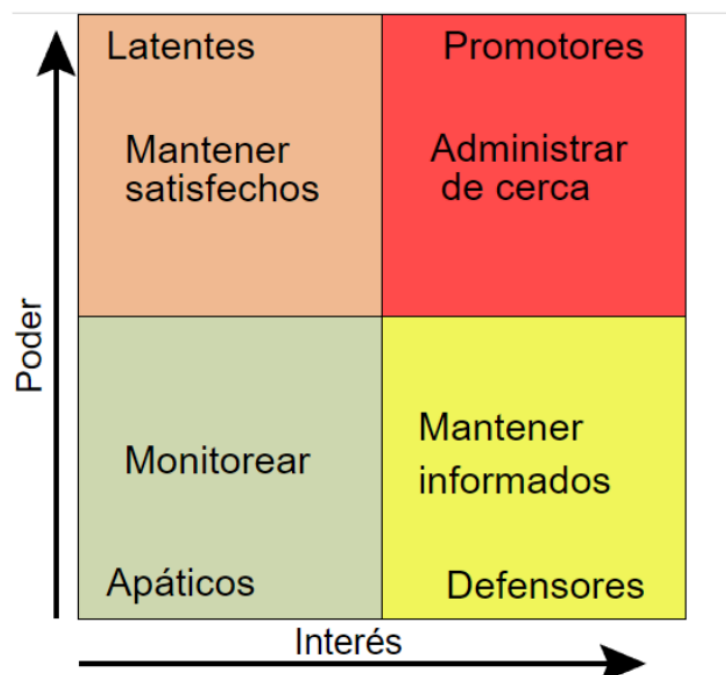 Latentes
Promotores
Mantener
satisfechos
Administrar
de cerca
Poder
Monitorear
Mantener
informados
Apáticos
Defensores
Interés